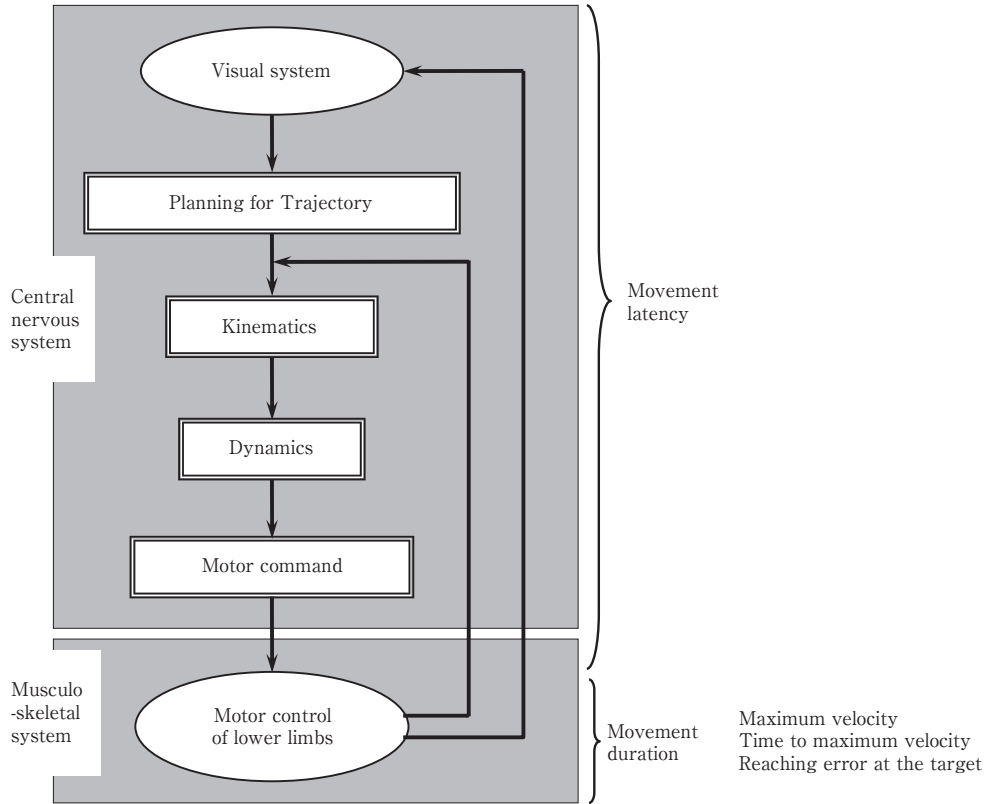 Visual system
Planning for Trajectory
Central
nervous
system
Kinematics
Movement
latency
Dynamics
Motor command
Musculo
-skeletal
system
Motor control
of lower limbs
Movement
duration
Maximum velocity
Time to maximum velocity
Reaching error at the target